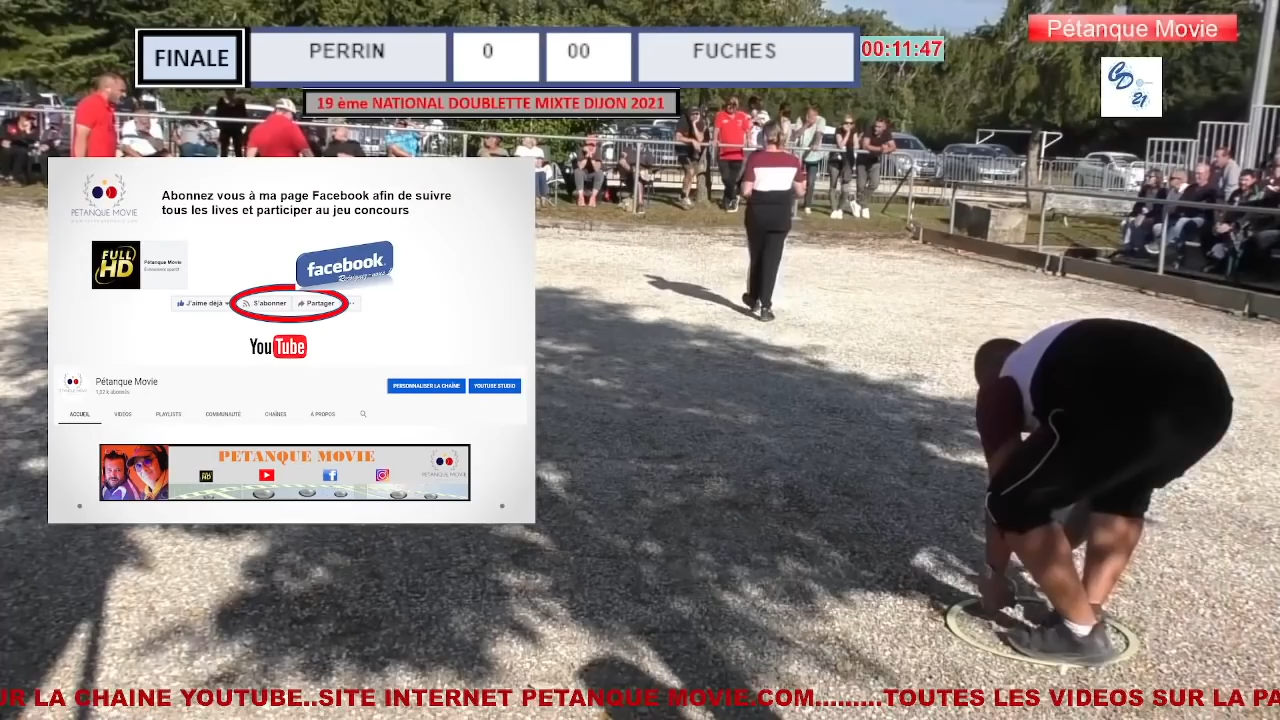 FINALE
PERRIN
0
00
FUCHES
00:11:47
Pétanque Movie
19 ème NATIONAL DOUBLETTE MIXTE DIJON 2021
CD
21
PETANQUE MOVIE
Abonnez vous à ma page Facebook afin de suivre
tous les lives et participer au jeu concours
FULL
HD
Pétanque Movie
facebook.
J'aime déjà
S'abonner
Partager
YouTube
Pétanque Movie
PERSONNALISER LA CHAÎNE
YOUTUBE STUDIO
ACCUEIL
VIDÉOS
PLAYLISTS
COMMUNAUTÉ
CHAÎNES
À PROPOS
PETANQUE MOVIE
HD
PETANQUE MOVIE
UR LA CHAINE YOUTUBE..SITE INTERNET PETANQUE MOVIE.COM.........TOUTES LES VIDEOS SUR LA PA